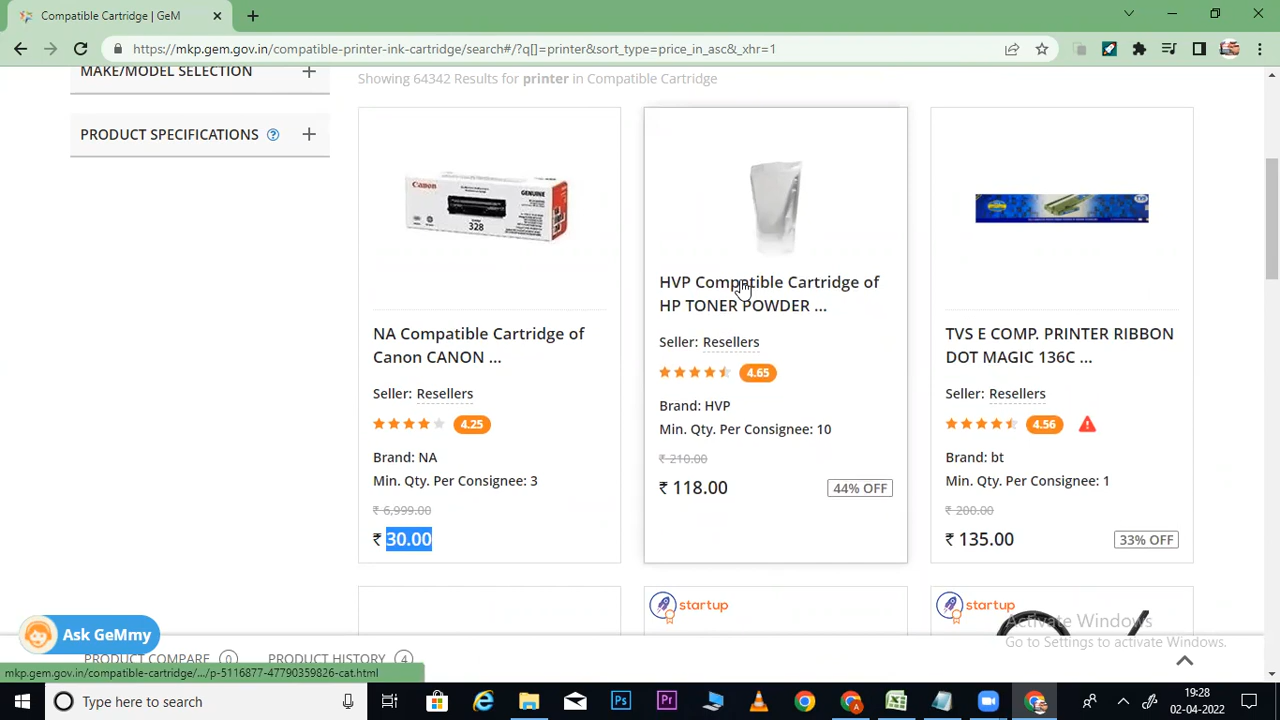 Compatible Cartridge | GeM
https://mkp.gem.gov.in/compatible-printer-ink-cartridge/search#/?q[]=printer&sort_type=price_in_asc&_xhr=1
MAKE/MODEL SELECTION
Showing 64342 Results for printer in Compatible Cartridge
PRODUCT SPECIFICATIONS ?
Canon
GENUINE
328
NA Compatible Cartridge of
Canon CANON ...
Seller: Resellers
4.25
Brand: NA
Min. Qty. Per Consignee: 3
₹ 6,999.00
₹ 30.00
HVP Compatible Cartridge of
HP TONER POWDER ...
Seller: Resellers
4.65
Brand: HVP
Min. Qty. Per Consignee: 10
₹ 210.00
₹ 118.00
44% OFF
TVS E COMP. PRINTER RIBBON
DOT MAGIC 136C ...
Seller: Resellers
4.56
Brand: bt
Min. Qty. Per Consignee: 1
₹ 200.00
₹ 135.00
33% OFF
startup
startup
Activate Windows
Go to Settings to activate Windows.
Ask GeMmy
PRODUCT COMPARE 0
PRODUCT HISTORY 4
mkp.gem.gov.in/compatible-cartridge/.../p-5116877-47790359826-cat.html
Type here to search
Ps
Pr
19:28
02-04-2022